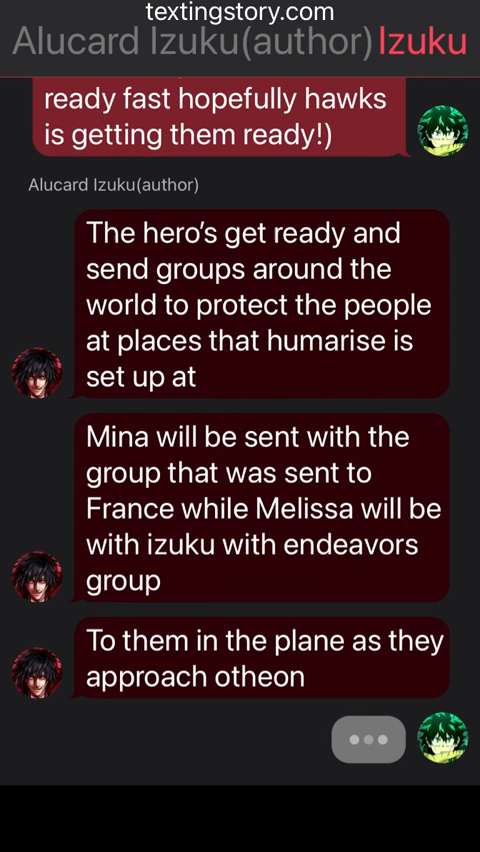 textingstory.com
Alucard Izuku(author) Izuku
ready fast hopefully hawks
is getting them ready!)
Alucard Izuku(author)
The hero’s get ready and
send groups around the
world to protect the people
at places that humarise is
set up at
Mina will be sent with the
group that was sent to
France while Melissa will be
with izuku with endeavors
group
To them in the plane as they
approach otheon